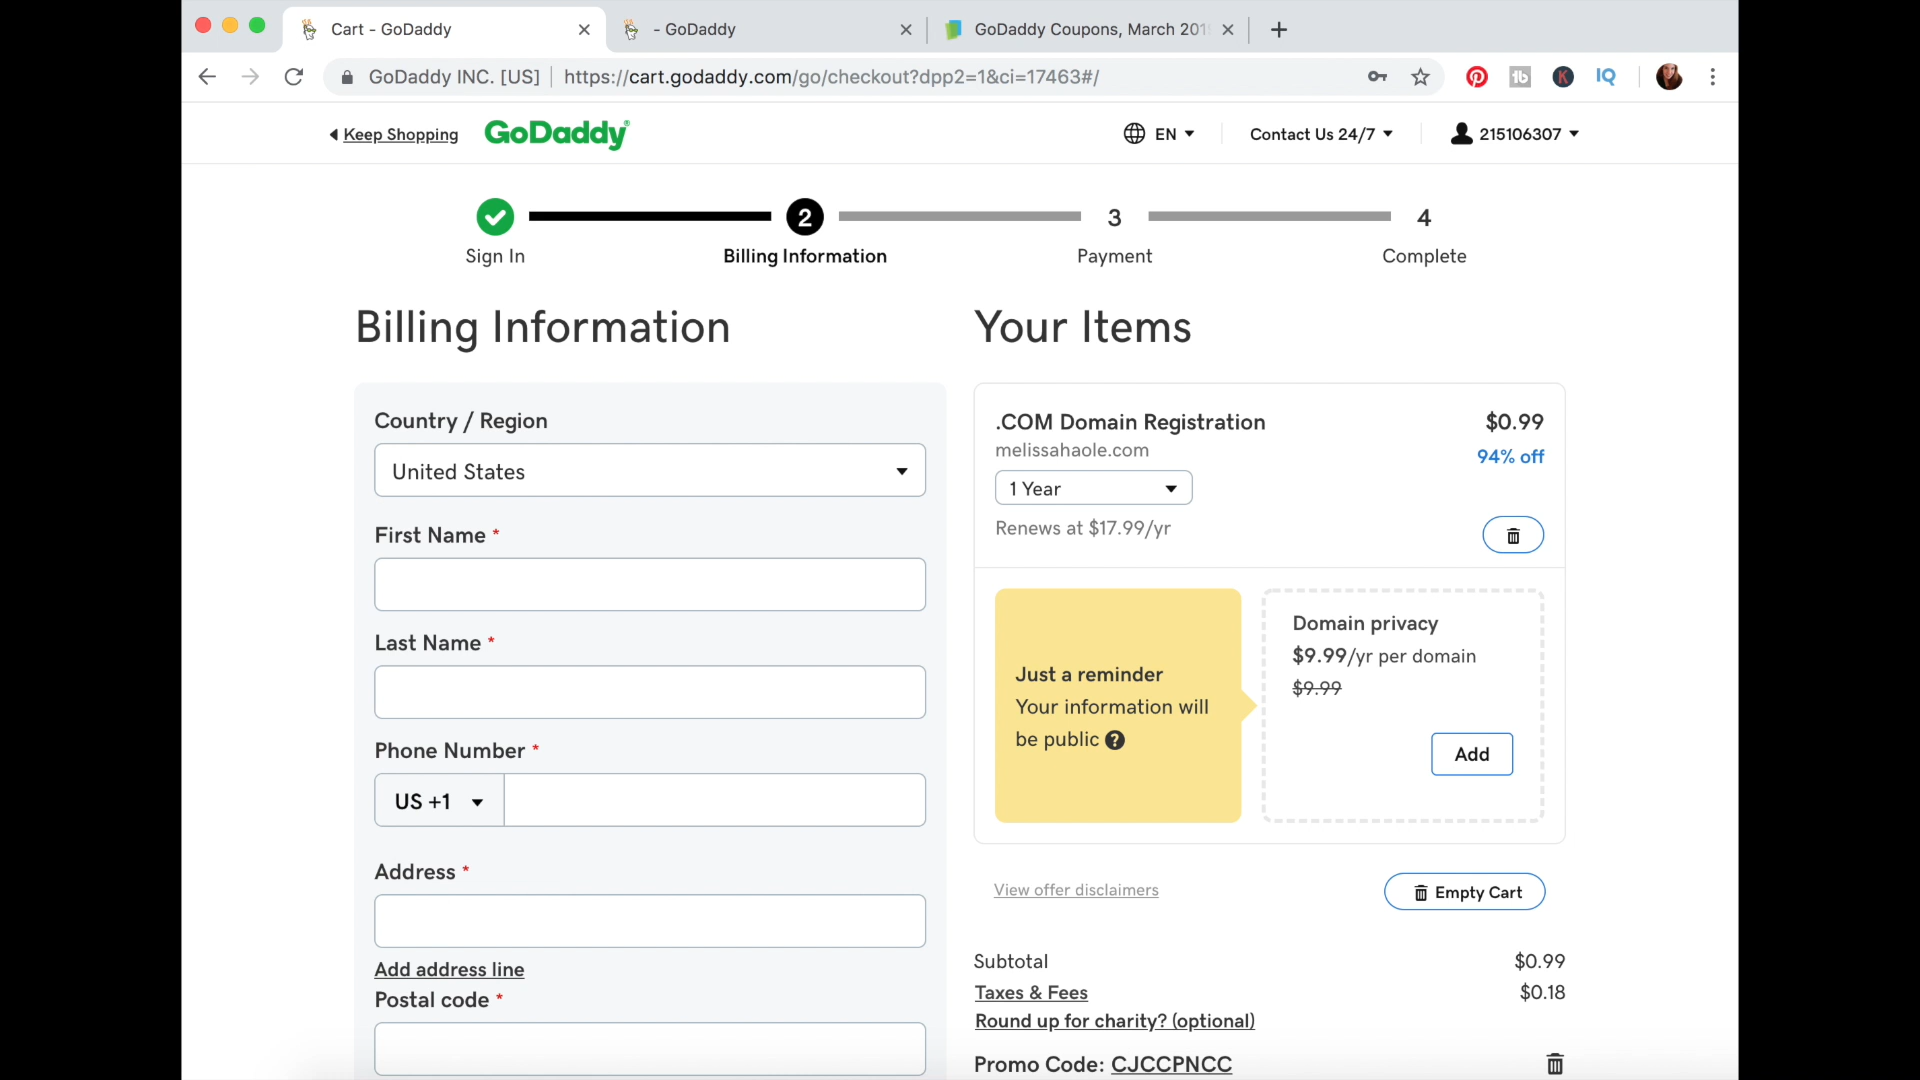 Cart - GoDaddy
- GoDaddy
GoDaddy Coupons, March 201
GoDaddy INC. [US]
https://cart.godaddy.com/go/checkout?dpp2=1&ci=17463#/
Keep Shopping
GoDaddy
EN
Contact Us 24/7
215106307
2
3
4
Sign In
Billing Information
Payment
Complete
Billing Information
Country / Region
United States
First Name *
Last Name *
Phone Number *
US +1
Address *
Add address line
Postal code *
Your Items
.COM Domain Registration
$0.99
melissahaole.com
94% off
1 Year
Renews at $17.99/yr
Just a reminder
Your information will
be public ?
Domain privacy
$9.99/yr per domain
$9.99
Add
View offer disclaimers
Empty Cart
Subtotal
$0.99
Taxes & Fees
$0.18
Round up for charity? (optional)
Promo Code: CJCCPNCC